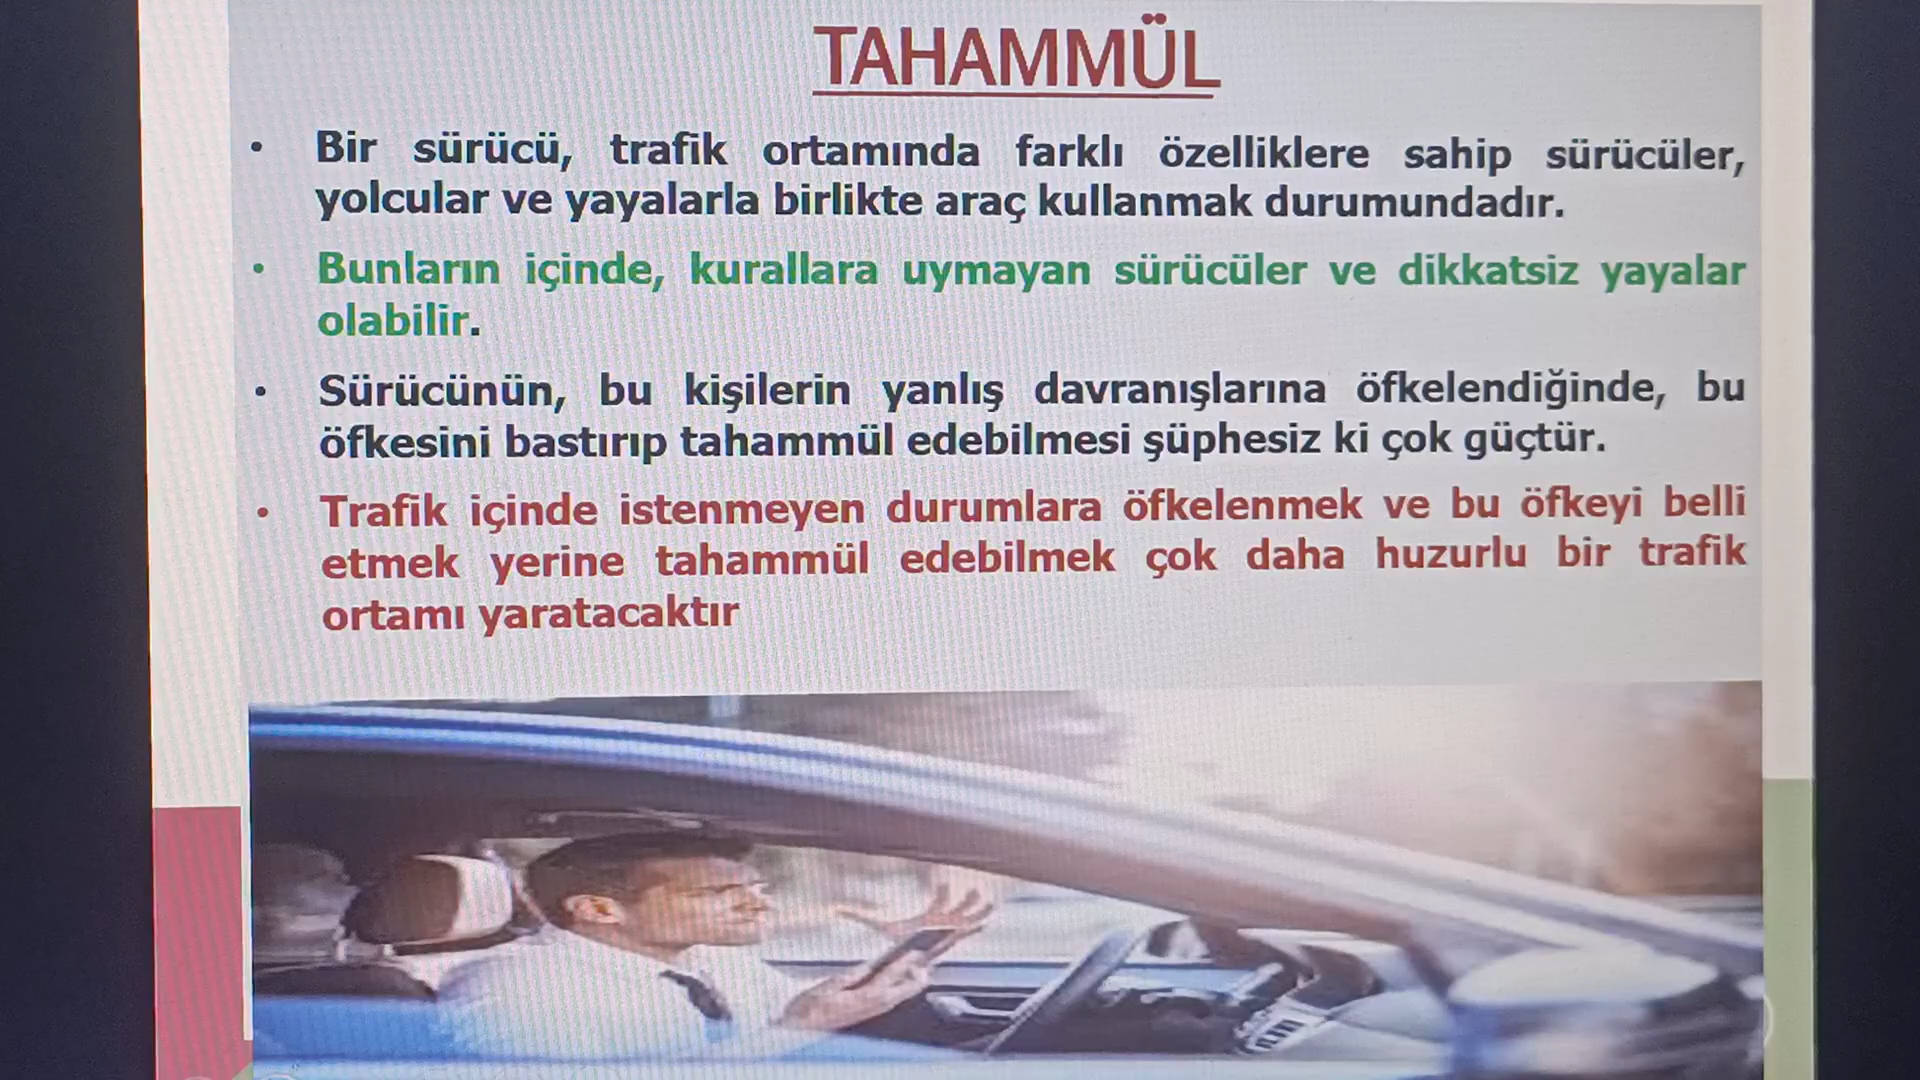 TAHAMMÜL
• Bir sürücü, trafik ortamında farklı özelliklere sahip sürücüler,
yolcular ve yayalarla birlikte araç kullanmak durumundadır.
• Bunların içinde, kurallara uymayan sürücüler ve dikkatsiz yayalar
olabilir.
• Sürücünün, bu kişilerin yanlış davranışlarına öfkelendiğinde, bu
öfkesini bastırıp tahammül edebilmesi şüphesiz ki çok güçtür.
• Trafik içinde istenmeyen durumlara öfkelenmek ve bu öfkeyi belli
etmek yerine tahammül edebilmek çok daha huzurlu bir trafik
ortamı yaratacaktır